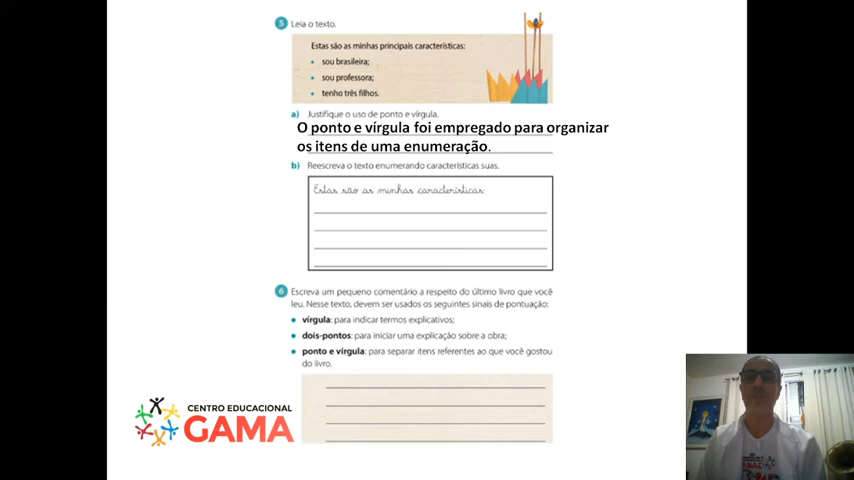 5 Leia o texto.
Estas são as minhas principais características:
• sou brasileira;
• sou professora;
• tenho três filhos.
a) Justifique o uso de ponto e vírgula.
O ponto e vírgula foi empregado para organizar
os itens de uma enumeração.
b) Reescreva o texto enumerando características suas.
Estas são as minhas características:
6 Escreva um pequeno comentário a respeito do último livro que você
leu. Nesse texto, devem ser usados os seguintes sinais de pontuação:
• vírgula: para indicar termos explicativos;
• dois-pontos: para iniciar uma explicação sobre a obra;
• ponto e vírgula: para separar itens referentes ao que você gostou
do livro.
CENTRO EDUCACIONAL
GAMA